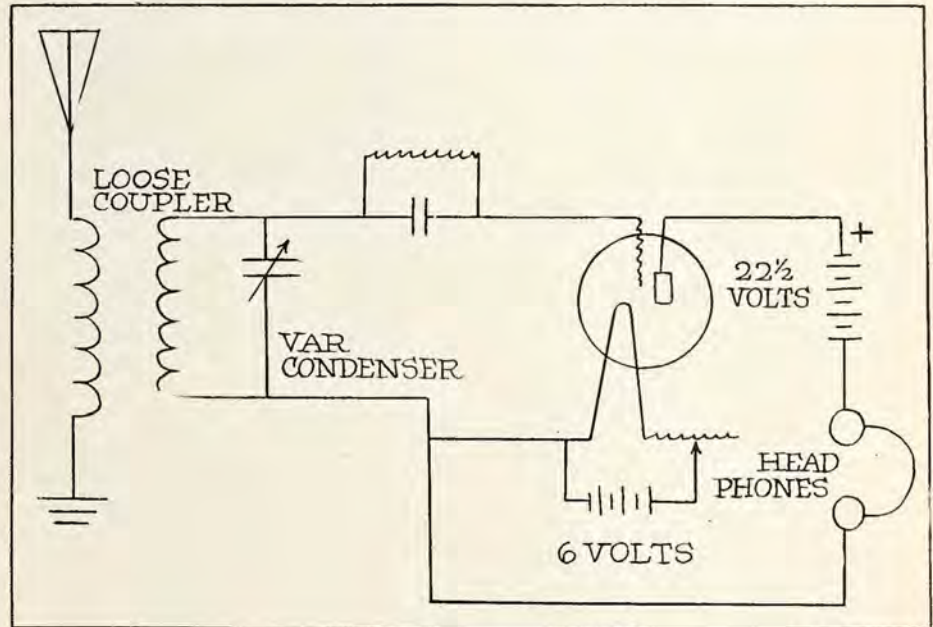 LOOSE
COUPLER
VAR
CONDENSER
+
22½
VOLTS
HEAD
PHONES
6 VOLTS